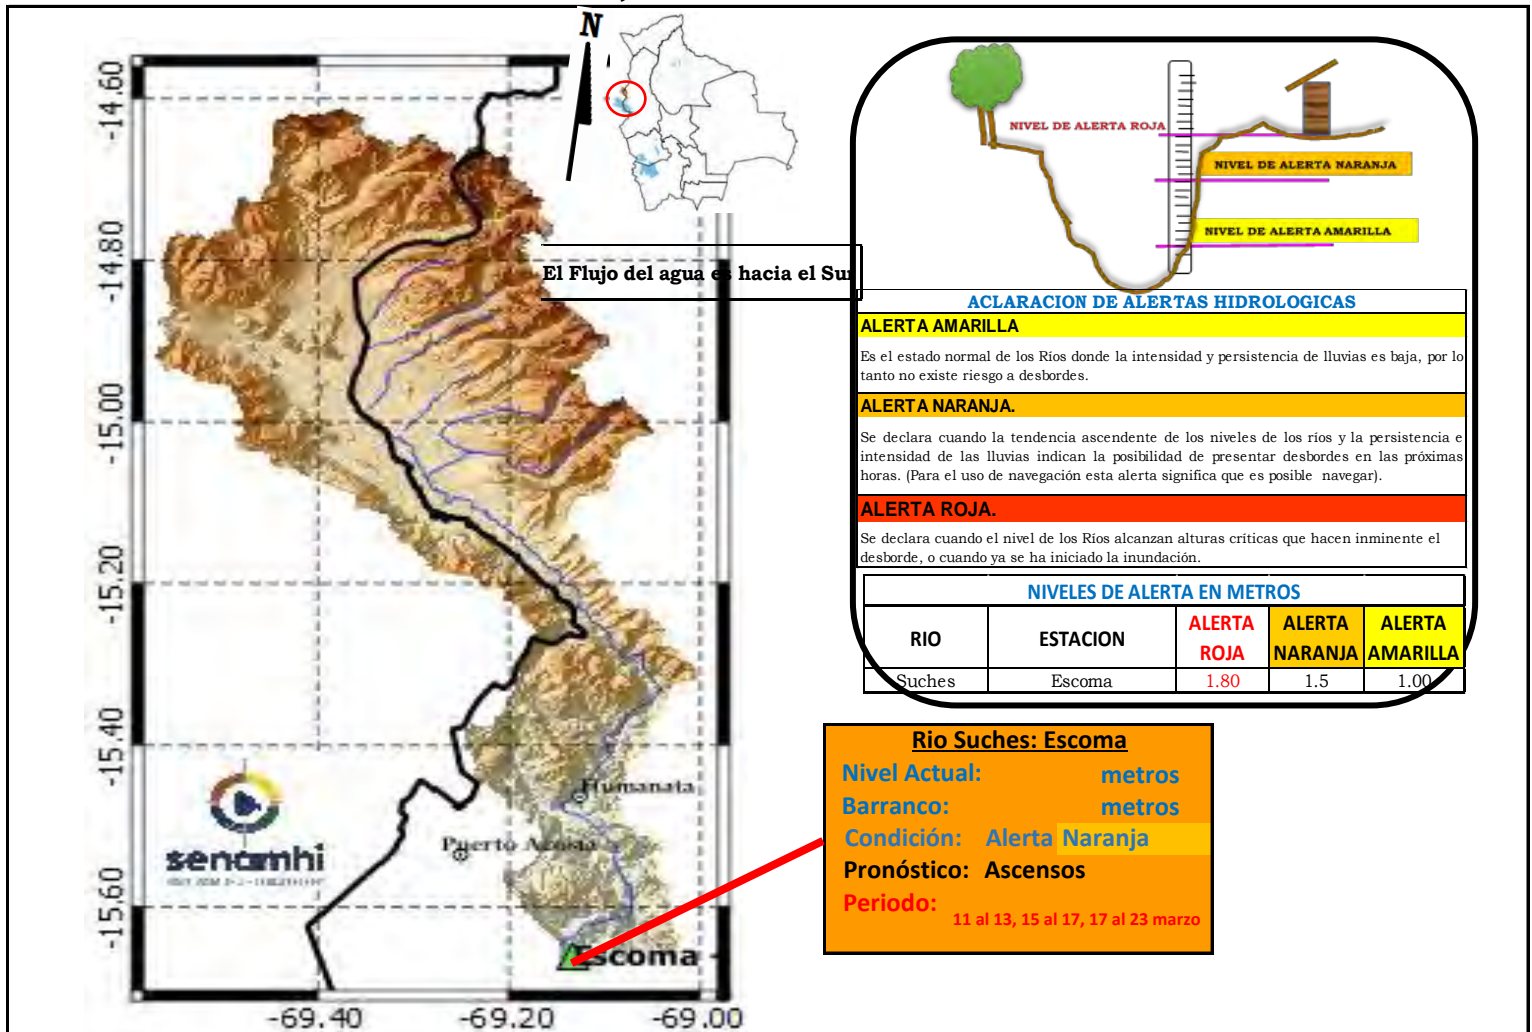 N
-14.60
-14.80
-15.00
-15.20
-15.40
-15.60
-69.40
-69.20
-69.00
El Flujo del agua es hacia el Sur
Humanata
Puerto Acosta
Escoma
senamhi
NIVEL DE ALERTA ROJA
NIVEL DE ALERTA NARANJA
NIVEL DE ALERTA AMARILLA
ACLARACION DE ALERTAS HIDROLOGICAS
ALERTA AMARILLA
Es el estado normal de los Ríos donde la intensidad y persistencia de lluvias es baja, por lo
tanto no existe riesgo a desbordes.
ALERTA NARANJA.
Se declara cuando la tendencia ascendente de los niveles de los ríos y la persistencia e
intensidad de las lluvias indican la posibilidad de presentar desbordes en las próximas
horas. (Para el uso de navegación esta alerta significa que es posible navegar).
ALERTA ROJA.
Se declara cuando el nivel de los Ríos alcanzan alturas críticas que hacen inminente el
desborde, o cuando ya se ha iniciado la inundación.
NIVELES DE ALERTA EN METROS
RIO ESTACION ALERTA ROJA ALERTA NARANJA ALERTA AMARILLA
Suches Escoma 1.80 1.5 1.00
Rio Suches: Escoma
Nivel Actual: metros
Barranco: metros
Condición: Alerta Naranja
Pronóstico: Ascensos
Periodo:
11 al 13, 15 al 17, 17 al 23 marzo